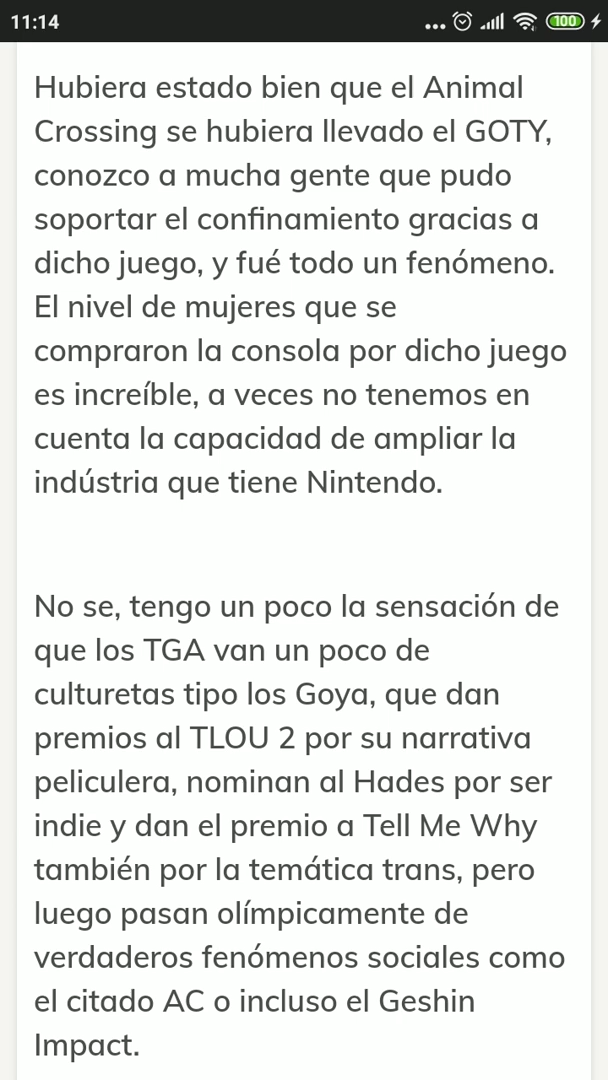 11:14
100
Hubiera estado bien que el Animal
Crossing se hubiera llevado el GOTY,
conozco a mucha gente que pudo
soportar el confinamiento gracias a
dicho juego, y fué todo un fenómeno.
El nivel de mujeres que se
compraron la consola por dicho juego
es increíble, a veces no tenemos en
cuenta la capacidad de ampliar la
indústria que tiene Nintendo.
No se, tengo un poco la sensación de
que los TGA van un poco de
culturetas tipo los Goya, que dan
premios al TLOU 2 por su narrativa
peliculera, nominan al Hades por ser
indie y dan el premio a Tell Me Why
también por la temática trans, pero
luego pasan olímpicamente de
verdaderos fenómenos sociales como
el citado AC o incluso el Geshin
Impact.